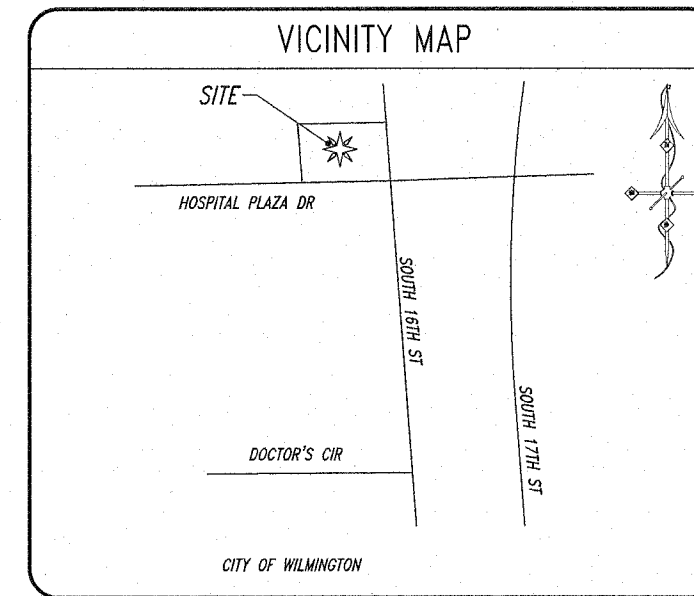 VICINITY MAP
SITE
HOSPITAL PLAZA DR
SOUTH 16TH ST
SOUTH 17TH ST
DOCTOR'S CIR
CITY OF WILMINGTON